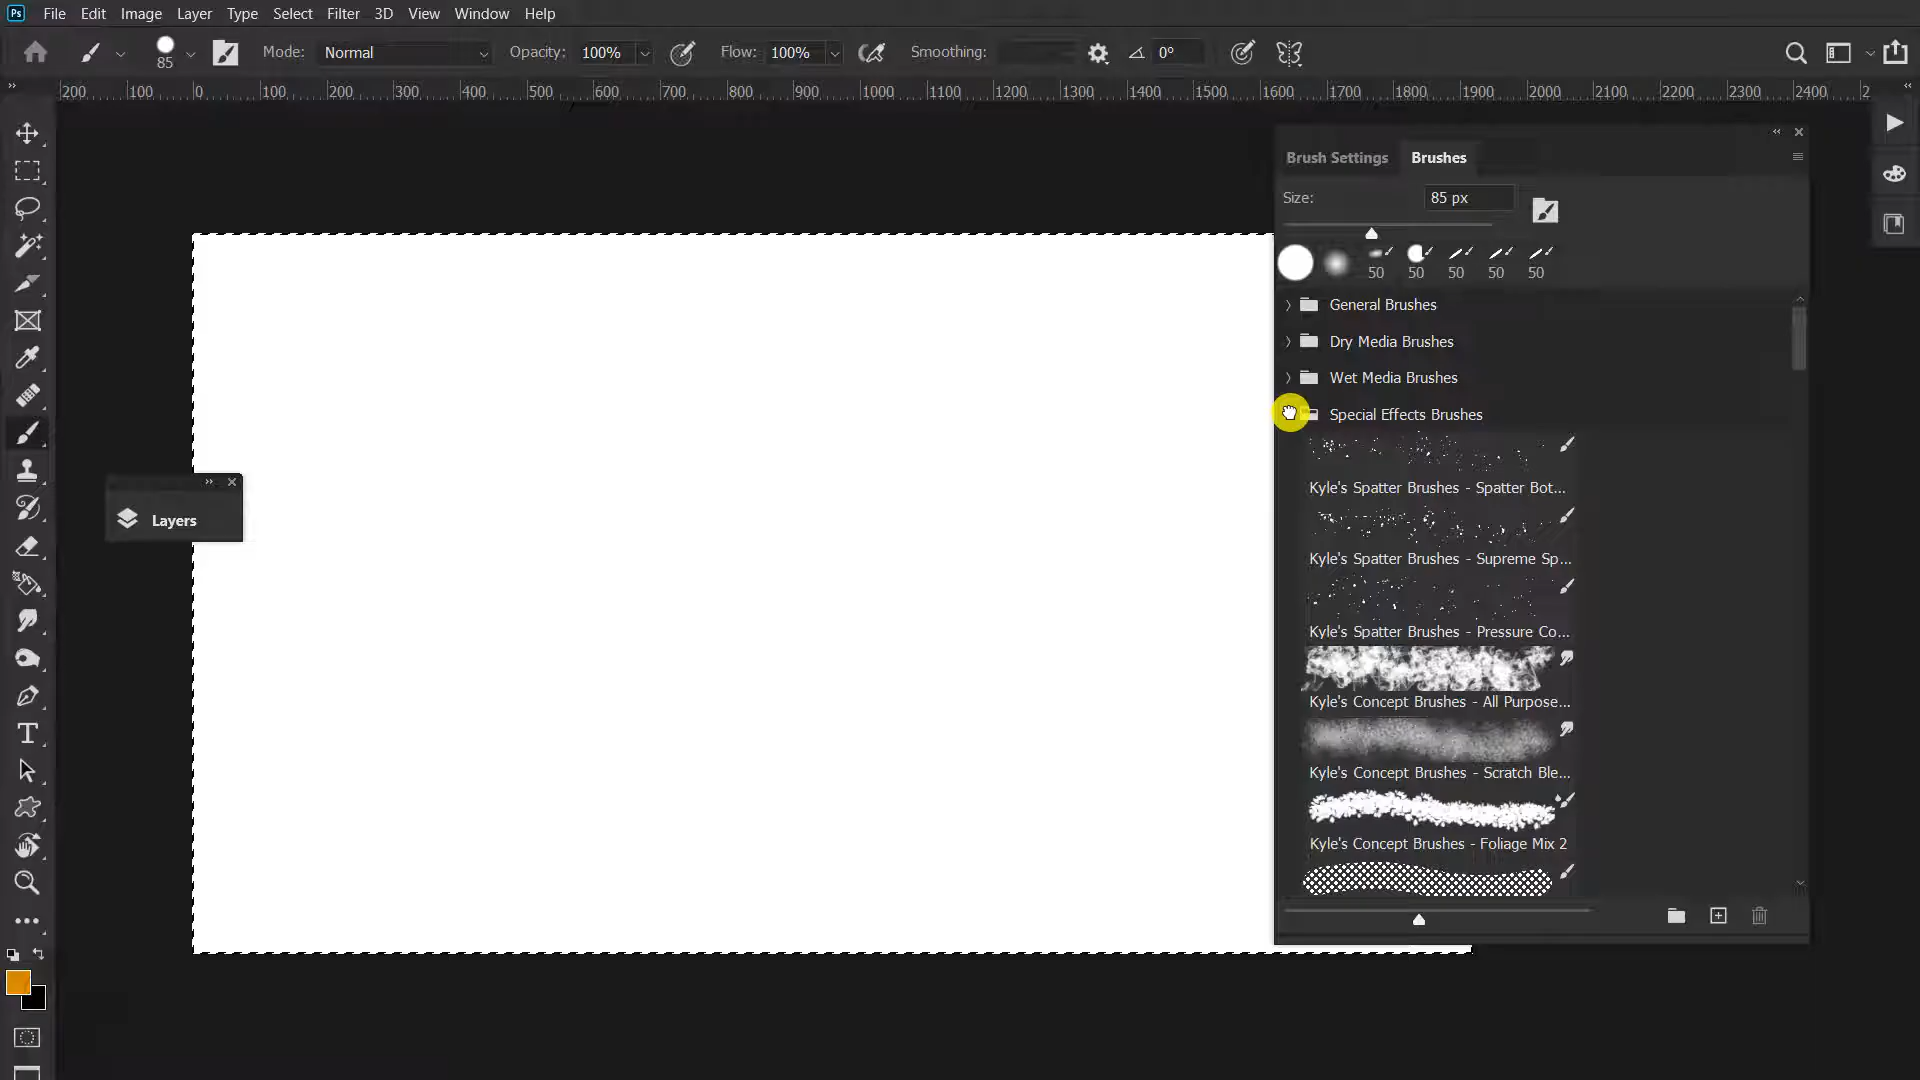 Ps File Edit Image Layer Type Select Filter 3D View Window Help
85 Mode: Normal Opacity: 100% Flow: 100% Smoothing: 0°
200 100 0 100 200 300 400 500 600 700 800 900 1000 1100 1200 1300 1400 1500 1600 1700 1800 1900 2000 2100 2200 2300 2400 2
Brush Settings Brushes
Size: 85 px
50 50 50 50 50
General Brushes
Dry Media Brushes
Wet Media Brushes
Special Effects Brushes
Kyle's Spatter Brushes - Spatter Bot...
Layers
Kyle's Spatter Brushes - Supreme Sp...
Kyle's Spatter Brushes - Pressure Co...
Kyle's Concept Brushes - All Purpose...
Kyle's Concept Brushes - Scratch Ble...
Kyle's Concept Brushes - Foliage Mix 2